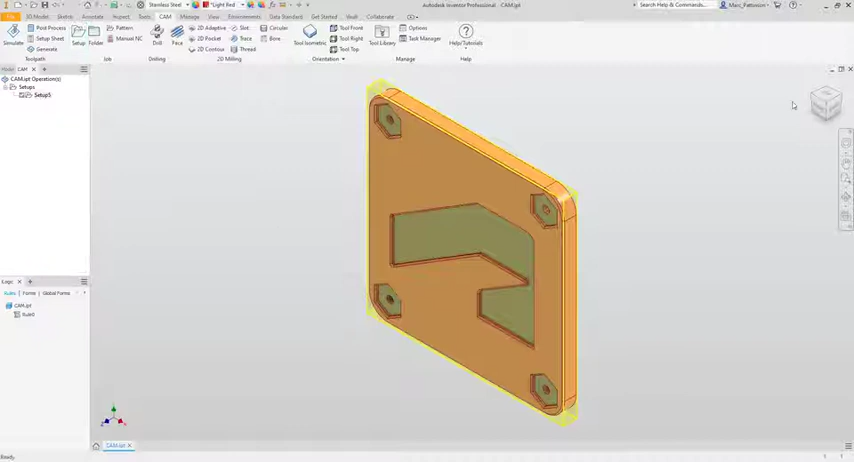 Stainless Steel
"Light Red
Autodesk Inventor Professional CAM.ipt
Search Help & Commands...
Marc_Pattison
File 3D Model Sketch Annotate Inspect Tools CAM Manage View Environments Data Standard Get Started Vault Collaborate
Simulate
Post Process
Setup Sheet
Generate
Toolpath
Setup
Folder
Pattern
Manual NC
Job
Drill
Drilling
Face
2D Adaptive
2D Pocket
2D Contour
Slot
Trace
Thread
Circular
Bore
2D Milling
Tool Isometric
Tool Front
Tool Right
Tool Top
Orientation
Tool Library
Options
Task Manager
Manage
Help/Tutorials
Help
Model CAM
CAM.ipt Operation(s)
Setups
Setup5
iLogic
Rules Forms Global Forms
CAM.ipt
Rule0
CAM.ipt
Ready